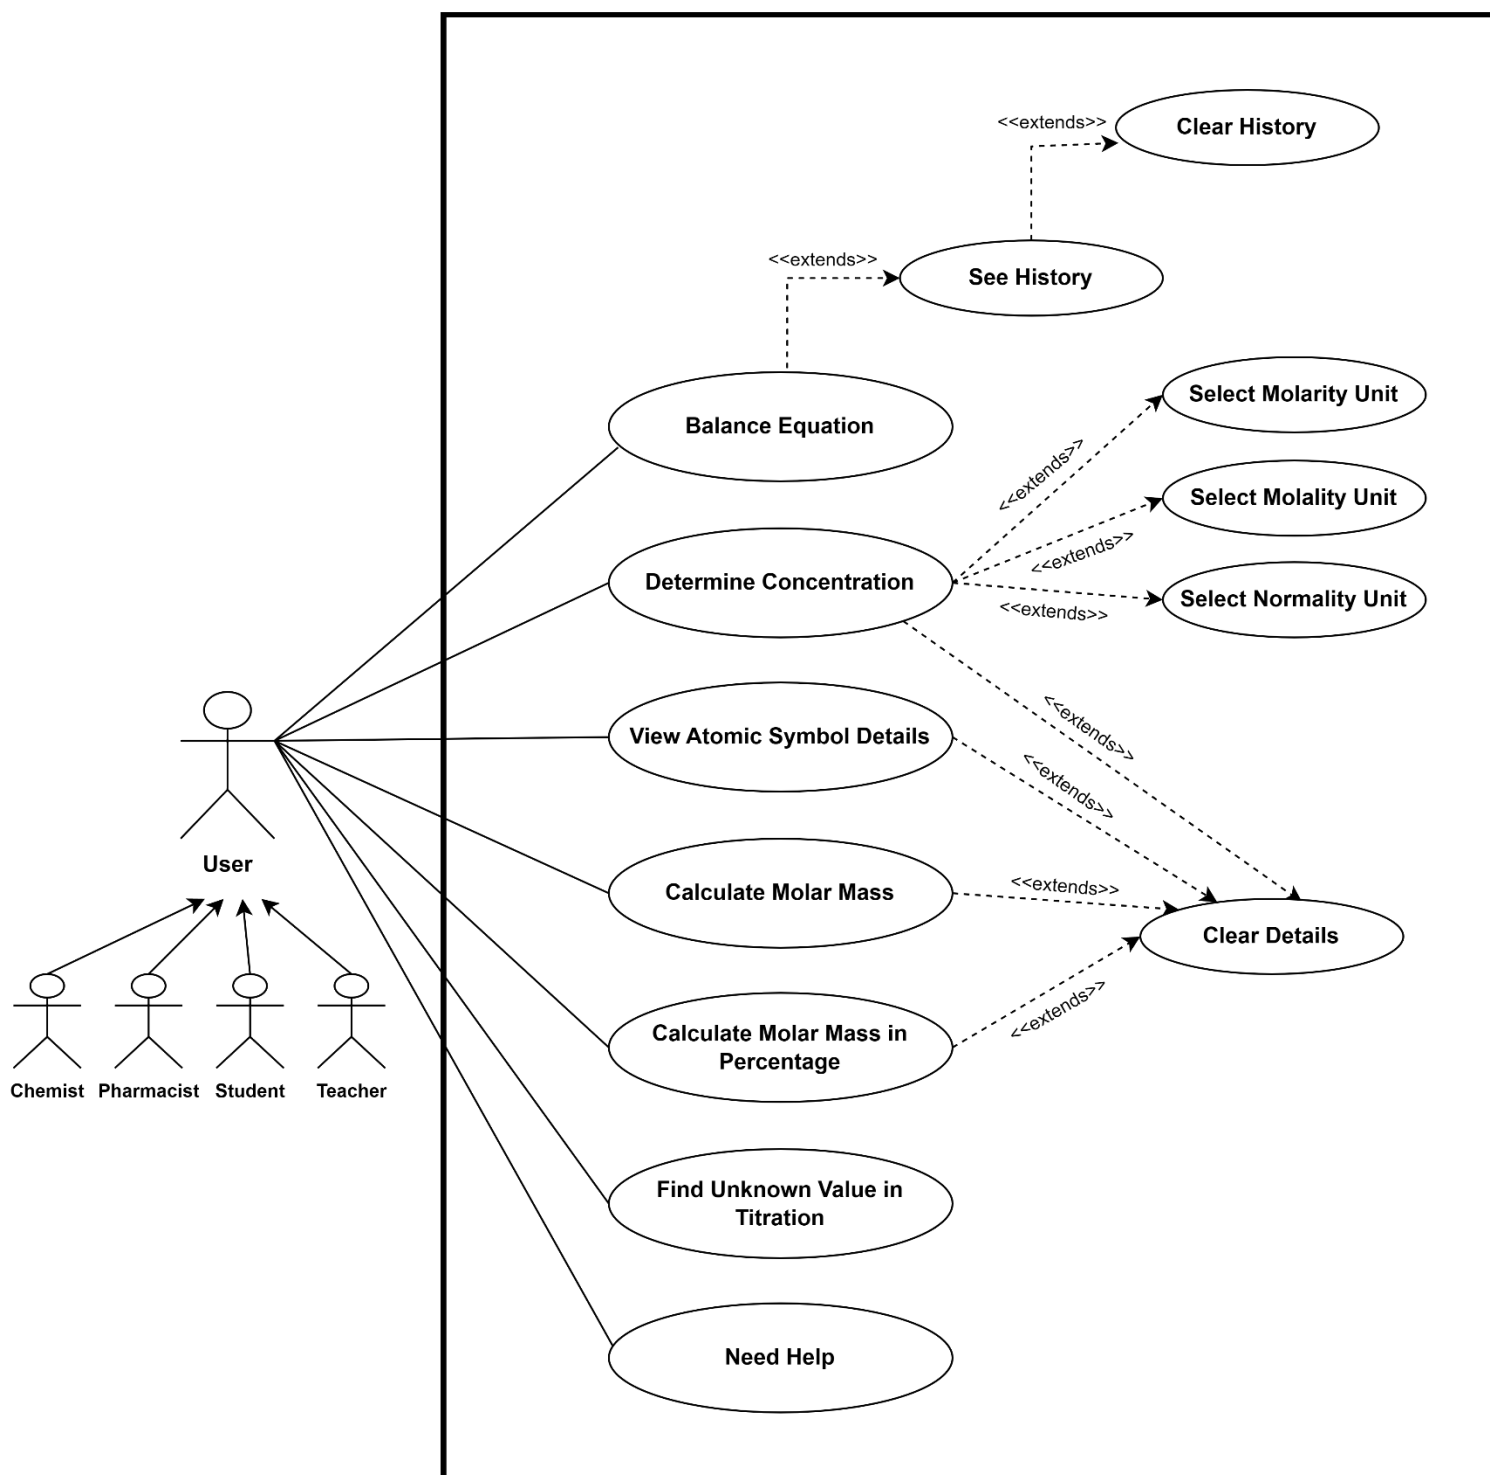 <<extends>>
Clear History
<<extends>>
See History
Balance Equation
Select Molarity Unit
<<extends>>
Select Molality Unit
<<extends>>
Determine Concentration
Select Normality Unit
<<extends>>
<<extends>>
View Atomic Symbol Details
<<extends>>
User
Calculate Molar Mass
<<extends>>
Clear Details
<<extends>>
Calculate Molar Mass in
Percentage
Chemist
Pharmacist
Student
Teacher
Find Unknown Value in
Titration
Need Help